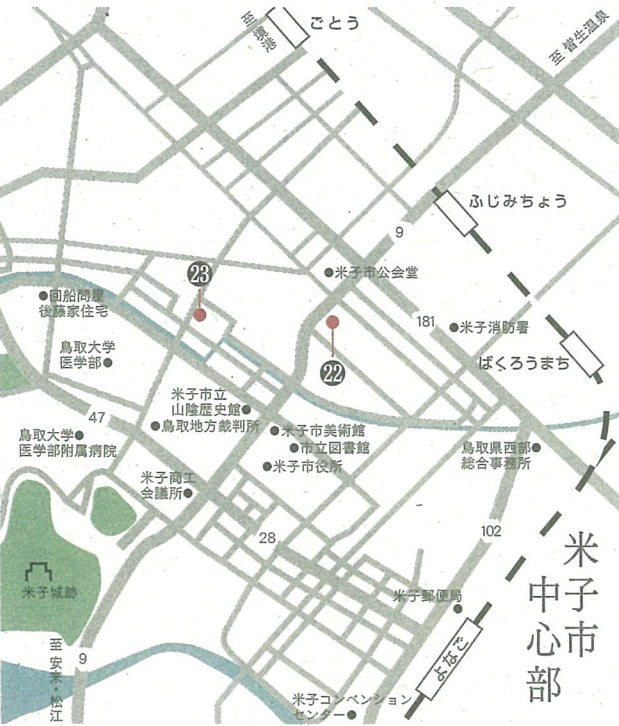 至境港
ごとう
至 皆生温泉
ふじみちょう
9
米子市公会堂
23
回船問屋
後藤家住宅
181
米子消防署
ばくろうまち
22
鳥取大学
医学部
米子市立
山陰歴史館
鳥取地方裁判所
47
鳥取大学
医学部附属病院
米子市美術館
市立図書館
米子市役所
鳥取県西部
総合事務所
米子商工
会議所
28
102
米子城跡
米子郵便局
米子市
中心部
よなご
至 安来・松江
9
米子コンベンション
センター